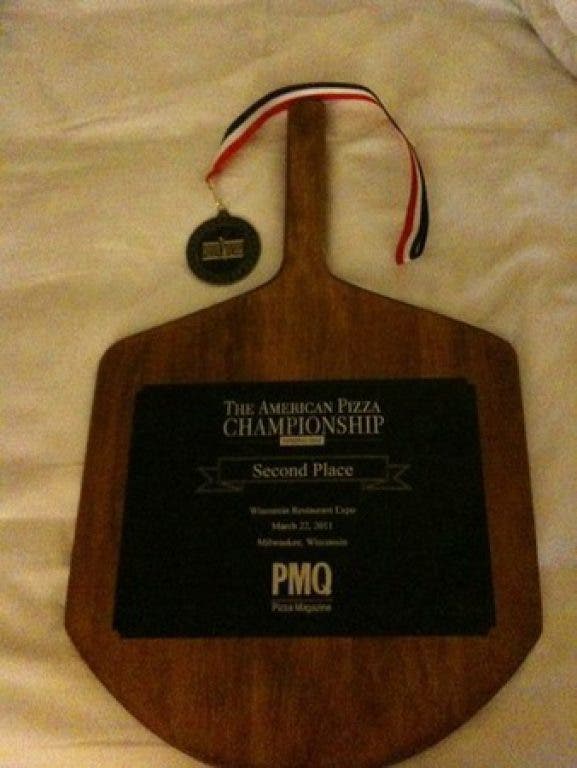 THE AMERICAN PIZZA
CHAMPIONSHIP
Second Place
Wisconsin Restaurant Expo
March 22, 2011
Milwaukee, Wisconsin
PMQ
Pizza Magazine